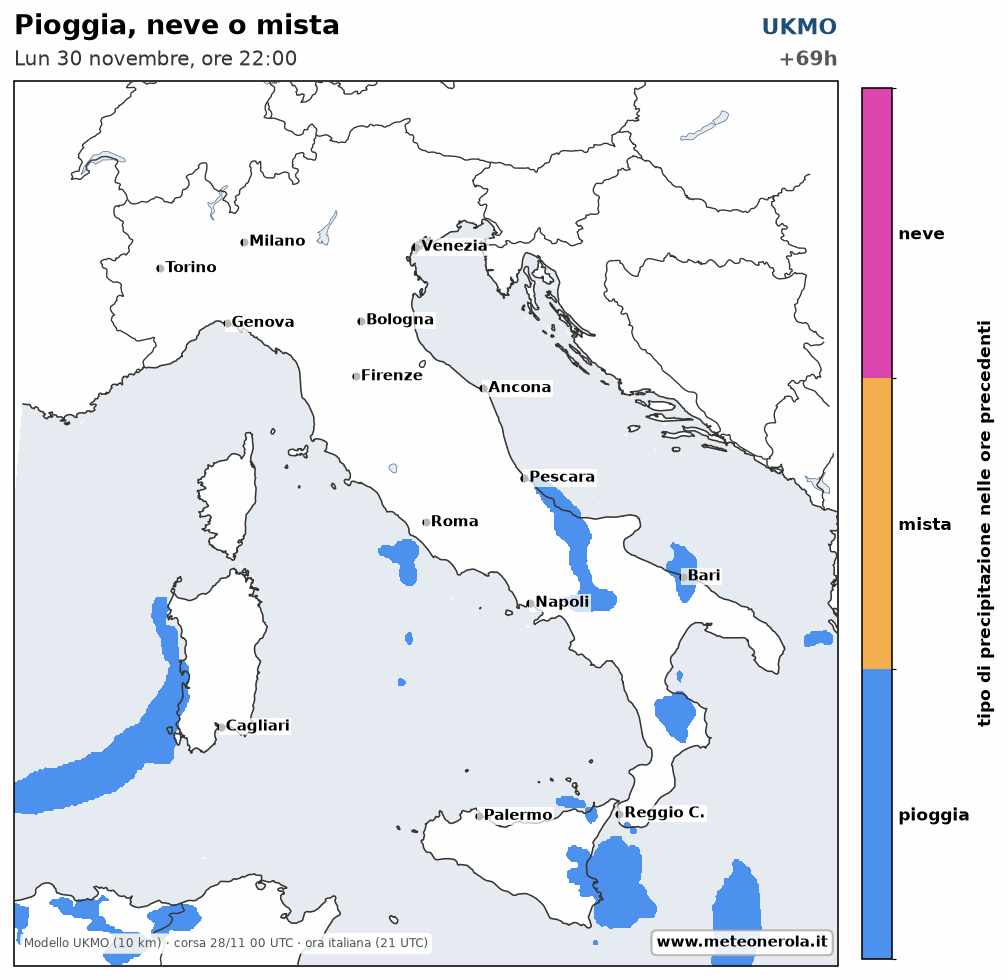 Pioggia, neve o mista
UKMO
Lun 30 novembre, ore 22:00
+69h
Milano
Venezia
Torino
Genova
Bologna
Firenze
Ancona
Pescara
Roma
Bari
Napoli
Cagliari
Palermo
Reggio C.
neve
mista
pioggia
tipo di precipitazione nelle ore precedenti
Modello UKMO (10 km) · corsa 28/11 00 UTC · ora italiana (21 UTC)
www.meteonerola.it